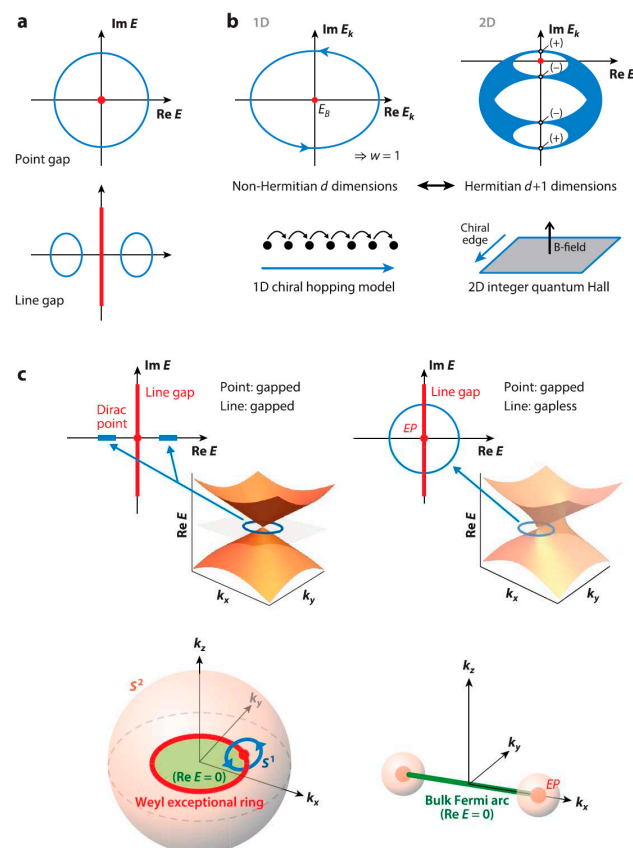 a
Im E
Re E
Point gap
Line gap
b
1D
Im E_k
E_B
Re E_k
⇒ w = 1
2D
Im E
(+)
(–)
Re E
(–)
(+)
Non-Hermitian d dimensions
Hermitian d+1 dimensions
1D chiral hopping model
Chiral
edge
B-field
2D integer quantum Hall
c
Im E
Line gap
Point: gapped
Line: gapped
Dirac
point
Re E
Re E
k_x
k_y
Im E
Line gap
Point: gapped
Line: gapless
EP
Re E
Re E
k_x
k_y
k_z
S²
k_y
S¹
(Re E = 0)
Weyl exceptional ring
k_x
k_z
k_y
EP
Bulk Fermi arc
(Re E = 0)
k_x